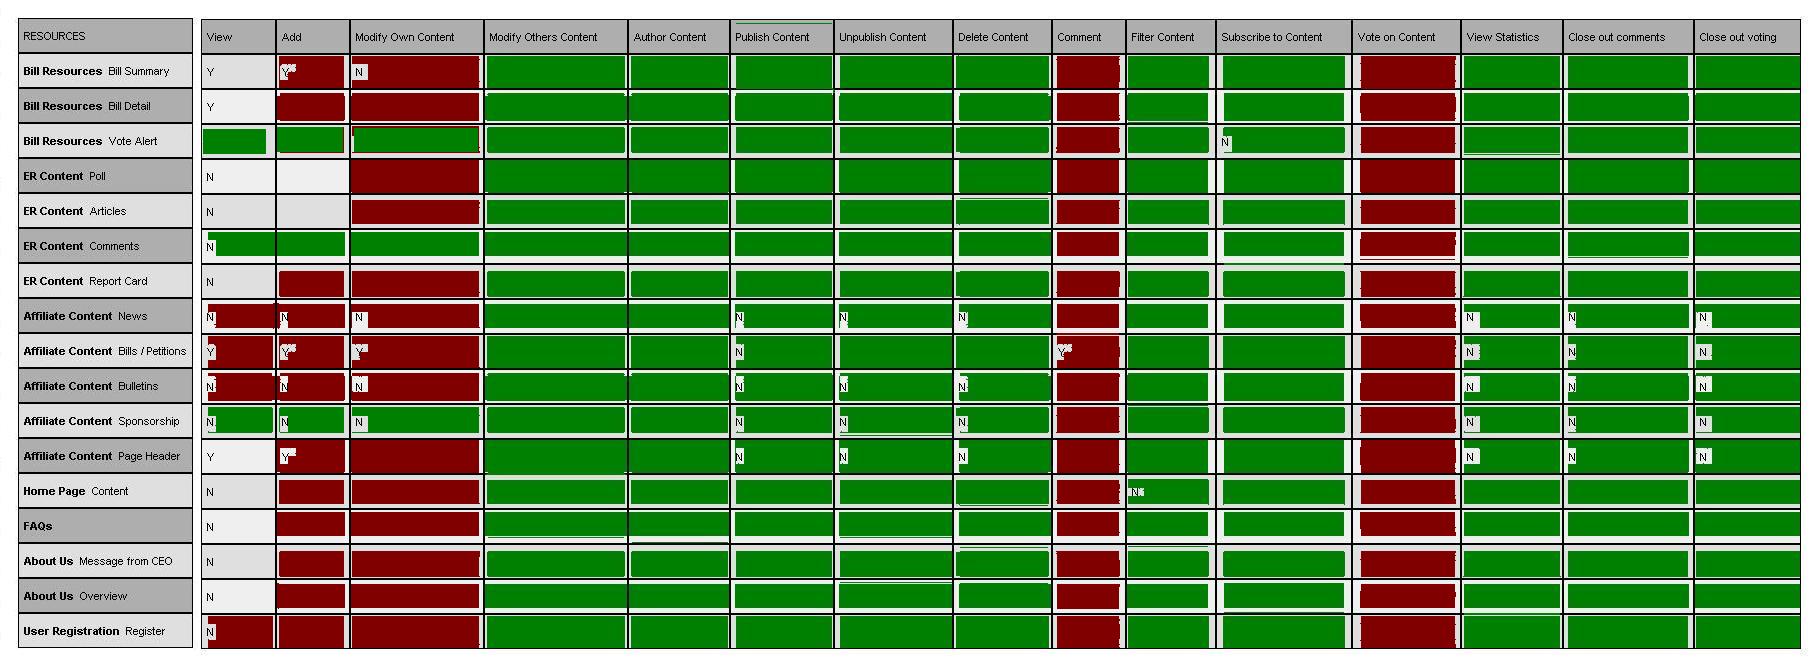 RESOURCES View Add Modify Own Content Modify Others Content Author Content Publish Content Unpublish Content Delete Content Comment Filter Content Subscribe to Content Vote on Content View Statistics Close out comments Close out voting
Bill Resources Bill Summary Y Y N
Bill Resources Bill Detail Y
Bill Resources Vote Alert N
ER Content Poll N
ER Content Articles N
ER Content Comments N
ER Content Report Card N
Affiliate Content News N N N N N N N N N
Affiliate Content Bills / Petitions Y Y Y N Y N N N
Affiliate Content Bulletins N N N N N N N N N
Affiliate Content Sponsorship N N N N N N N N N
Affiliate Content Page Header Y Y N N N N N N
Home Page Content N N
FAQs N
About Us Message from CEO N
About Us Overview N
User Registration Register N